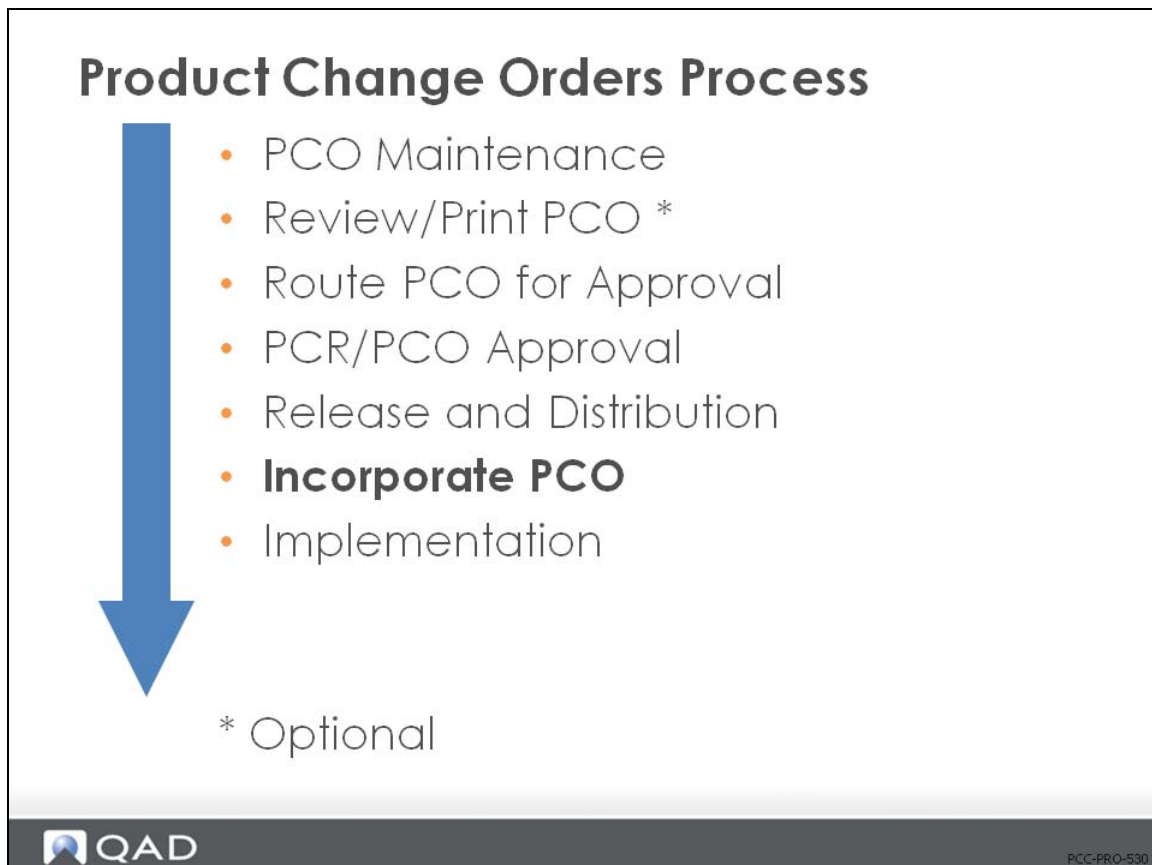 Product Change Orders Process
• PCO Maintenance
• Review/Print PCO *
• Route PCO for Approval
• PCR/PCO Approval
• Release and Distribution
• Incorporate PCO
• Implementation
* Optional
QAD
PCC-PRO-530